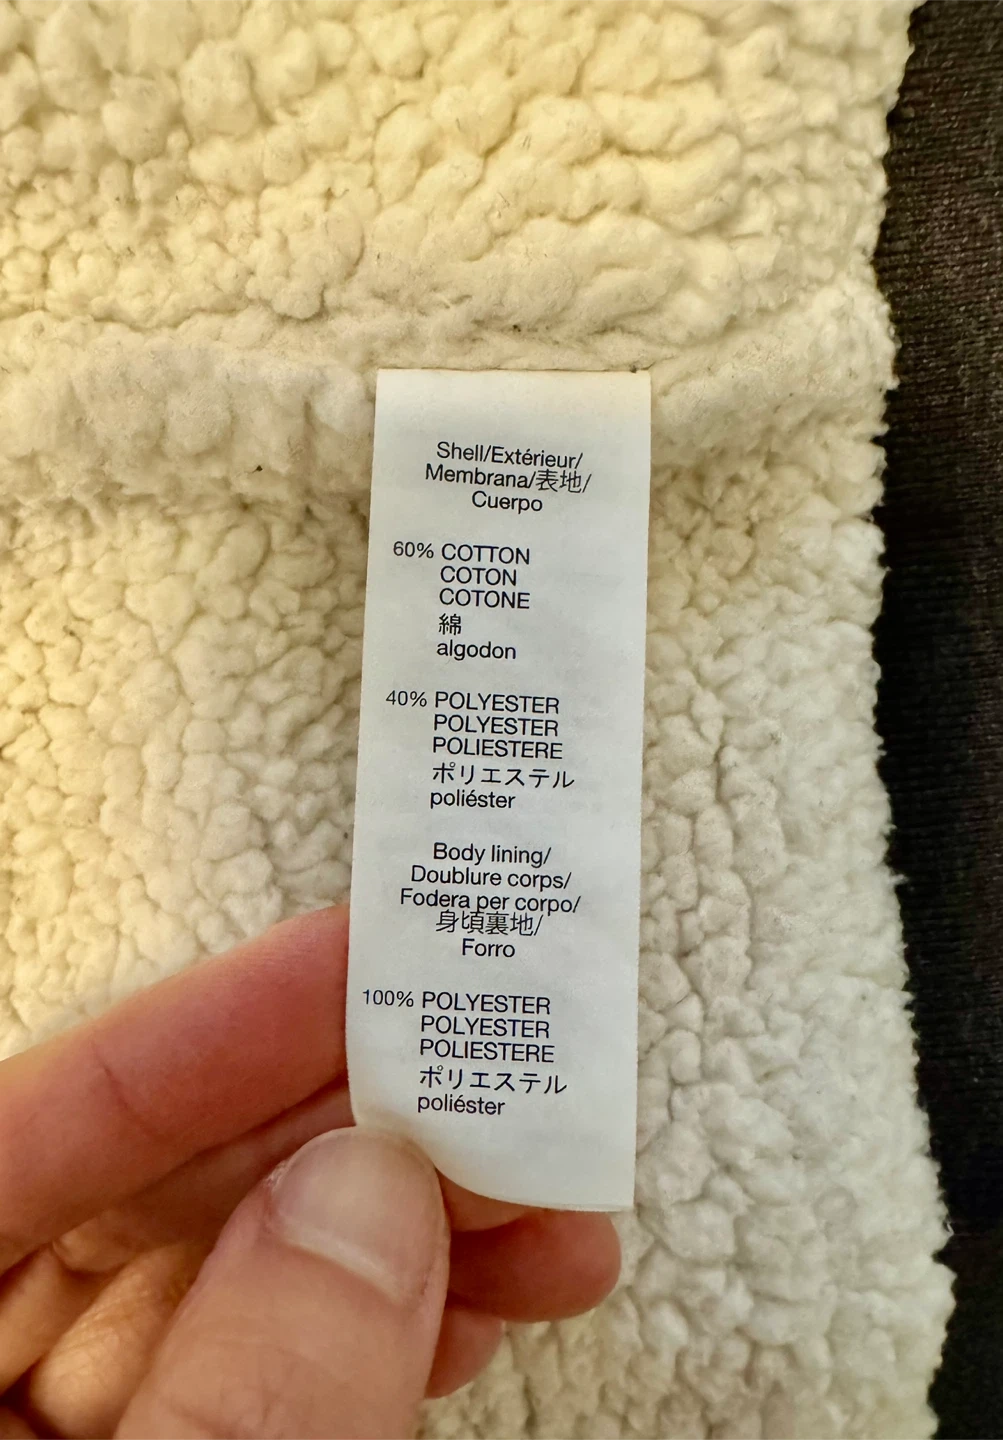 Shell/Extérieur/
Membrana/表地/
Cuerpo
60% COTTON
COTON
COTONE
綿
algodon
40% POLYESTER
POLYESTER
POLIESTERE
ポリエステル
poliéster
Body lining/
Doublure corps/
Fodera per corpo/
身頃裏地/
Forro
100% POLYESTER
POLYESTER
POLIESTERE
ポリエステル
poliéster